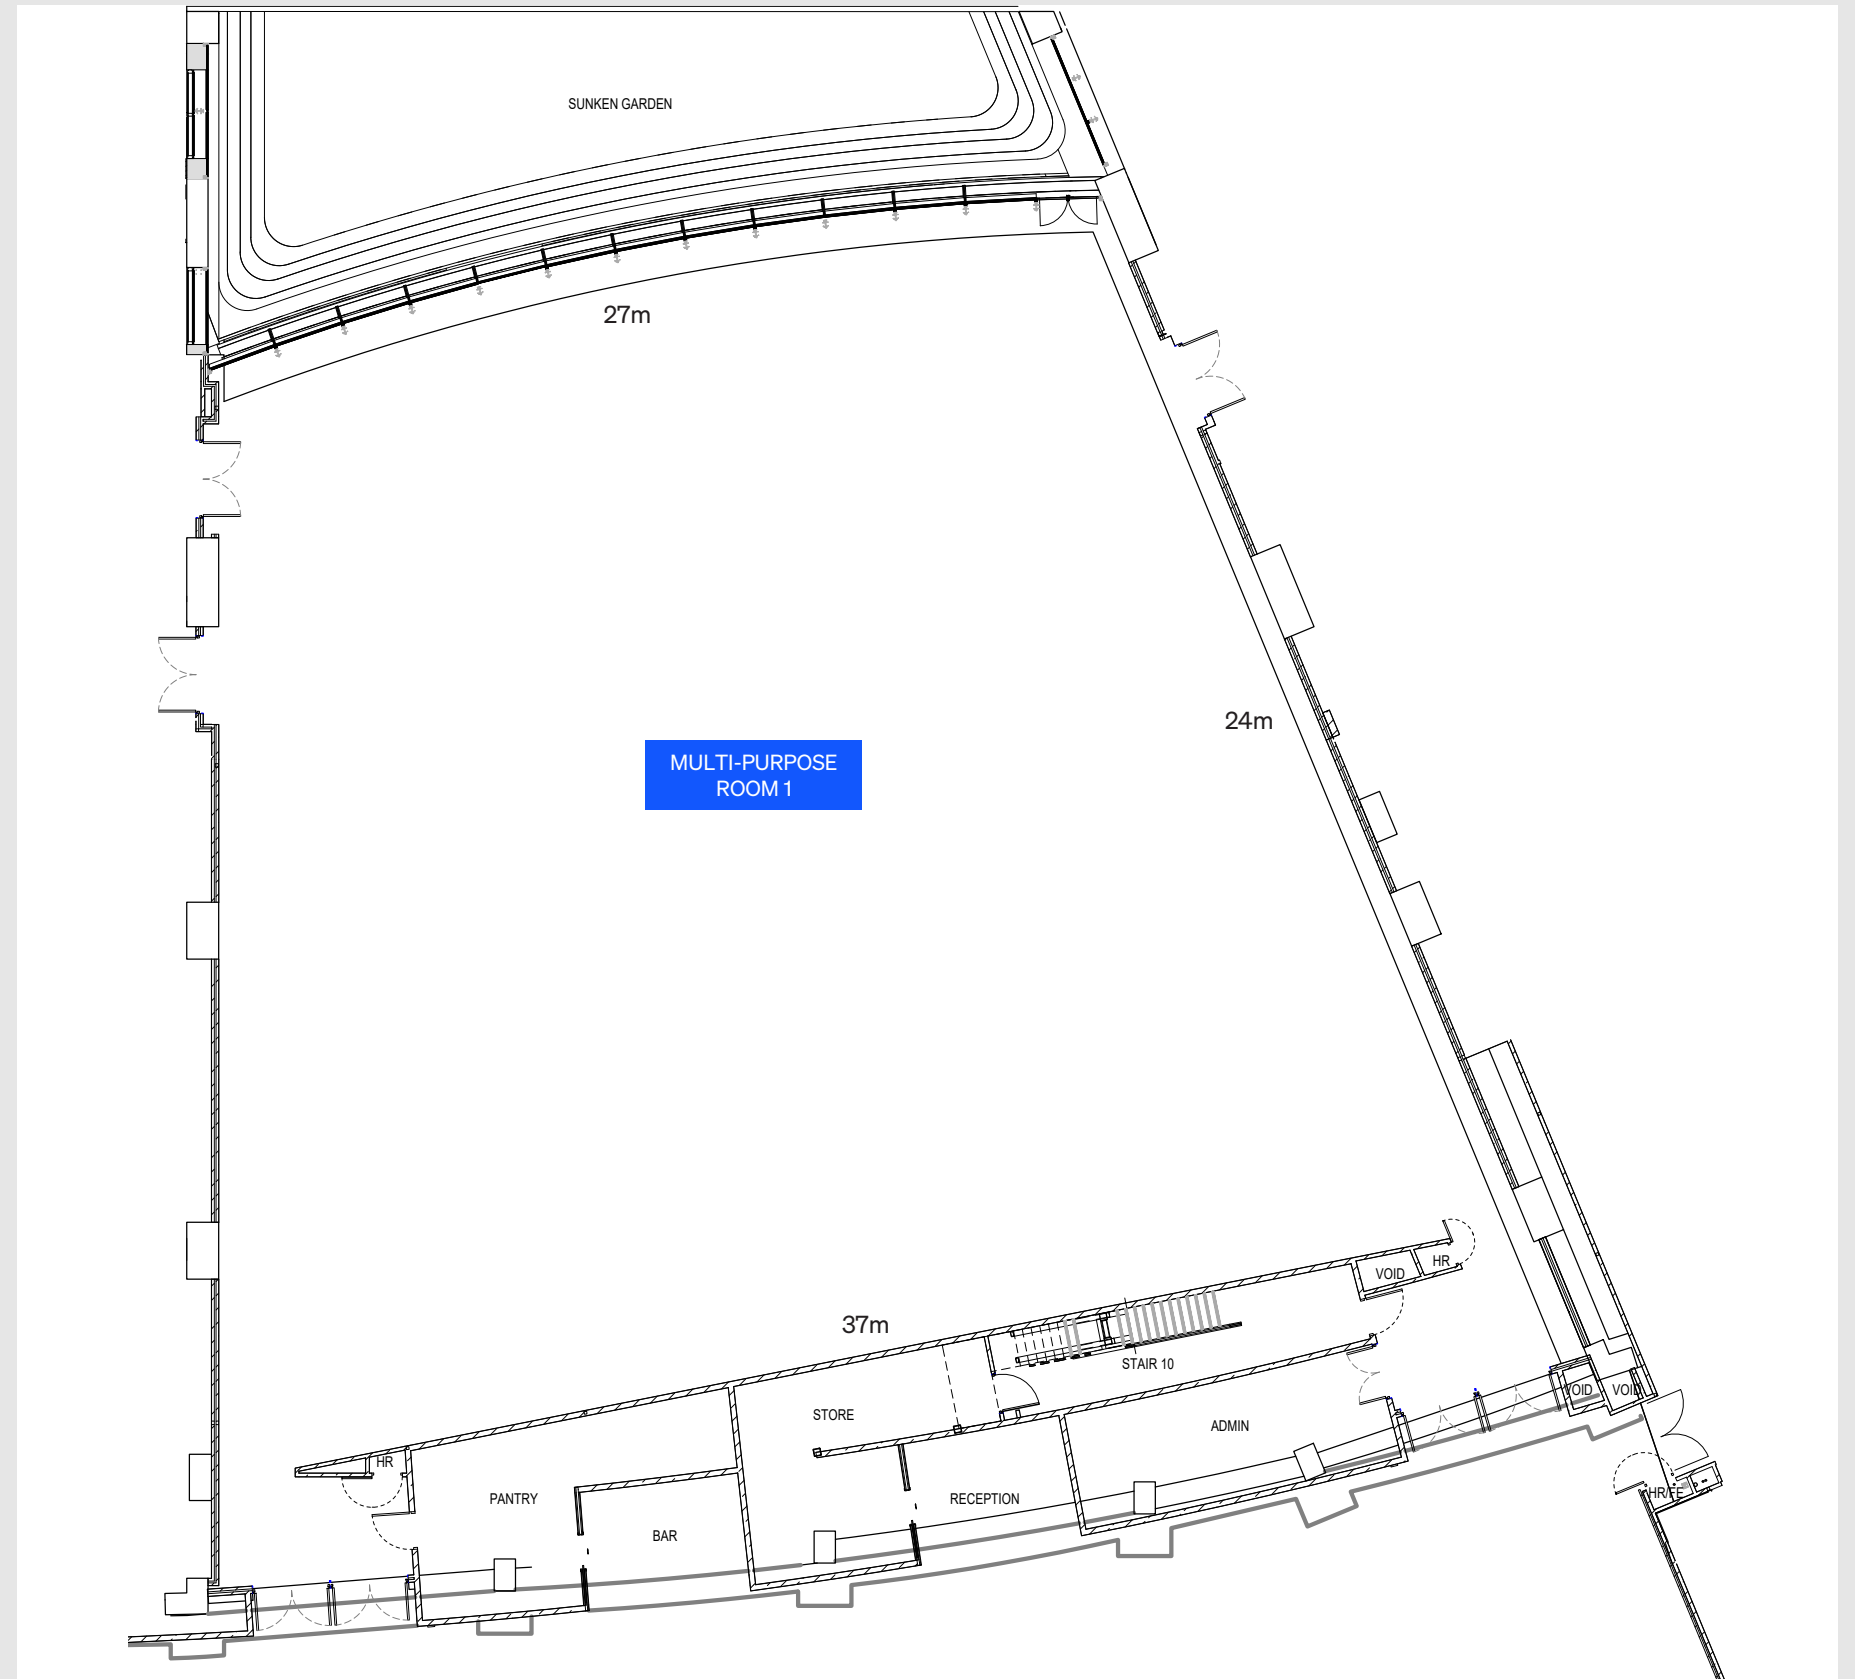 SUNKEN GARDEN
27m
24m
MULTI-PURPOSE
ROOM 1
HR
VOID
37m
STAIR 10
VOID
VOID
STORE
ADMIN
HR
PANTRY
RECEPTION
HR/FE
BAR